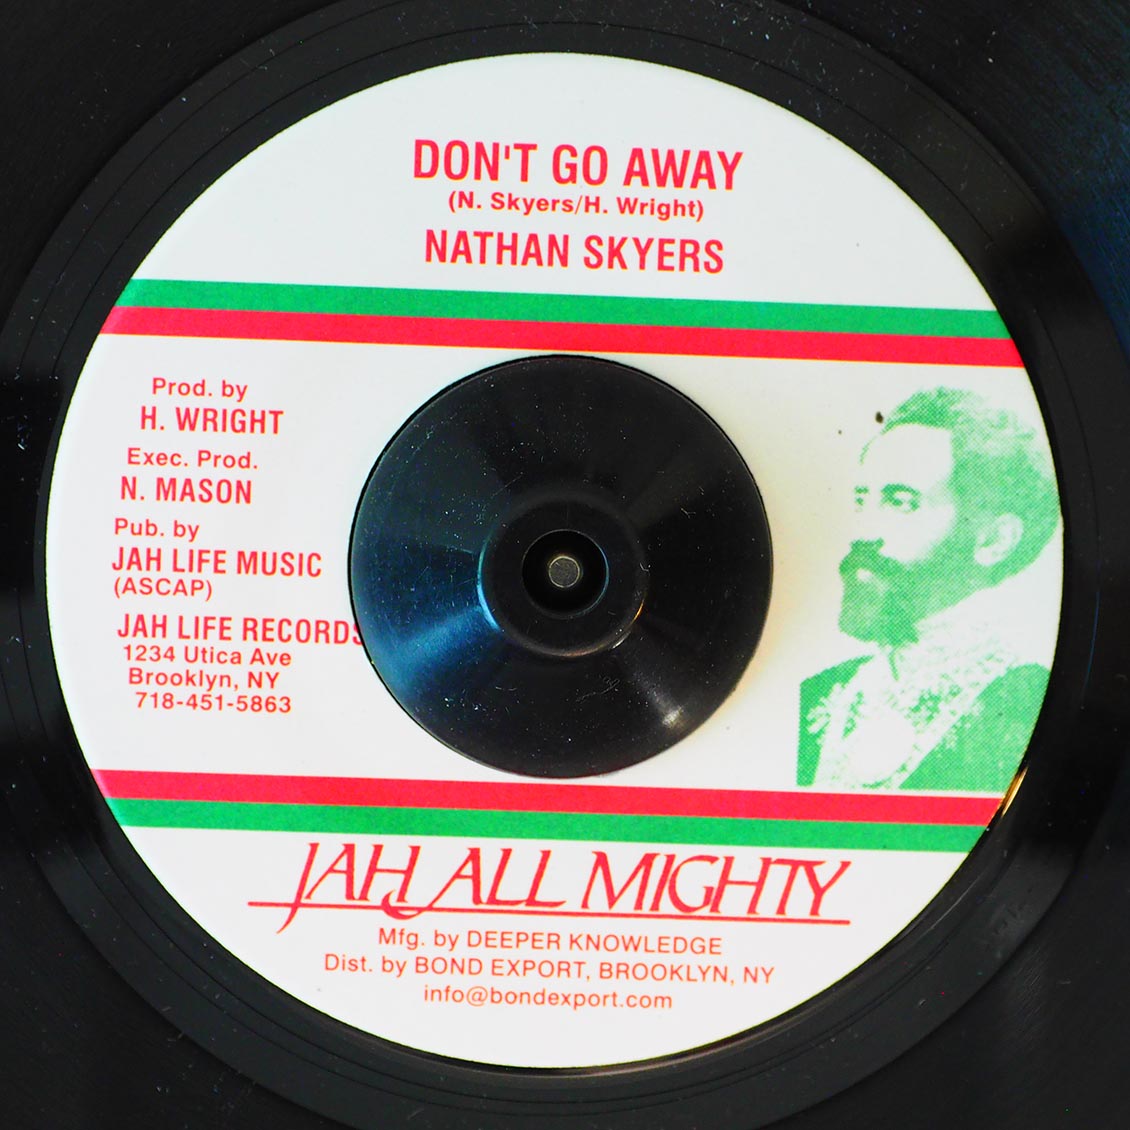 DON'T GO AWAY
(N. Skyers/H. Wright)
NATHAN SKYERS
Prod. by
H. WRIGHT
Exec. Prod.
N. MASON
Pub. by
JAH LIFE MUSIC
(ASCAP)
JAH LIFE RECORDS
1234 Utica Ave
Brooklyn, NY
718-451-5863
JAH ALL MIGHTY
Mfg. by DEEPER KNOWLEDGE
Dist. by BOND EXPORT, BROOKLYN, NY
info@bondexport.com